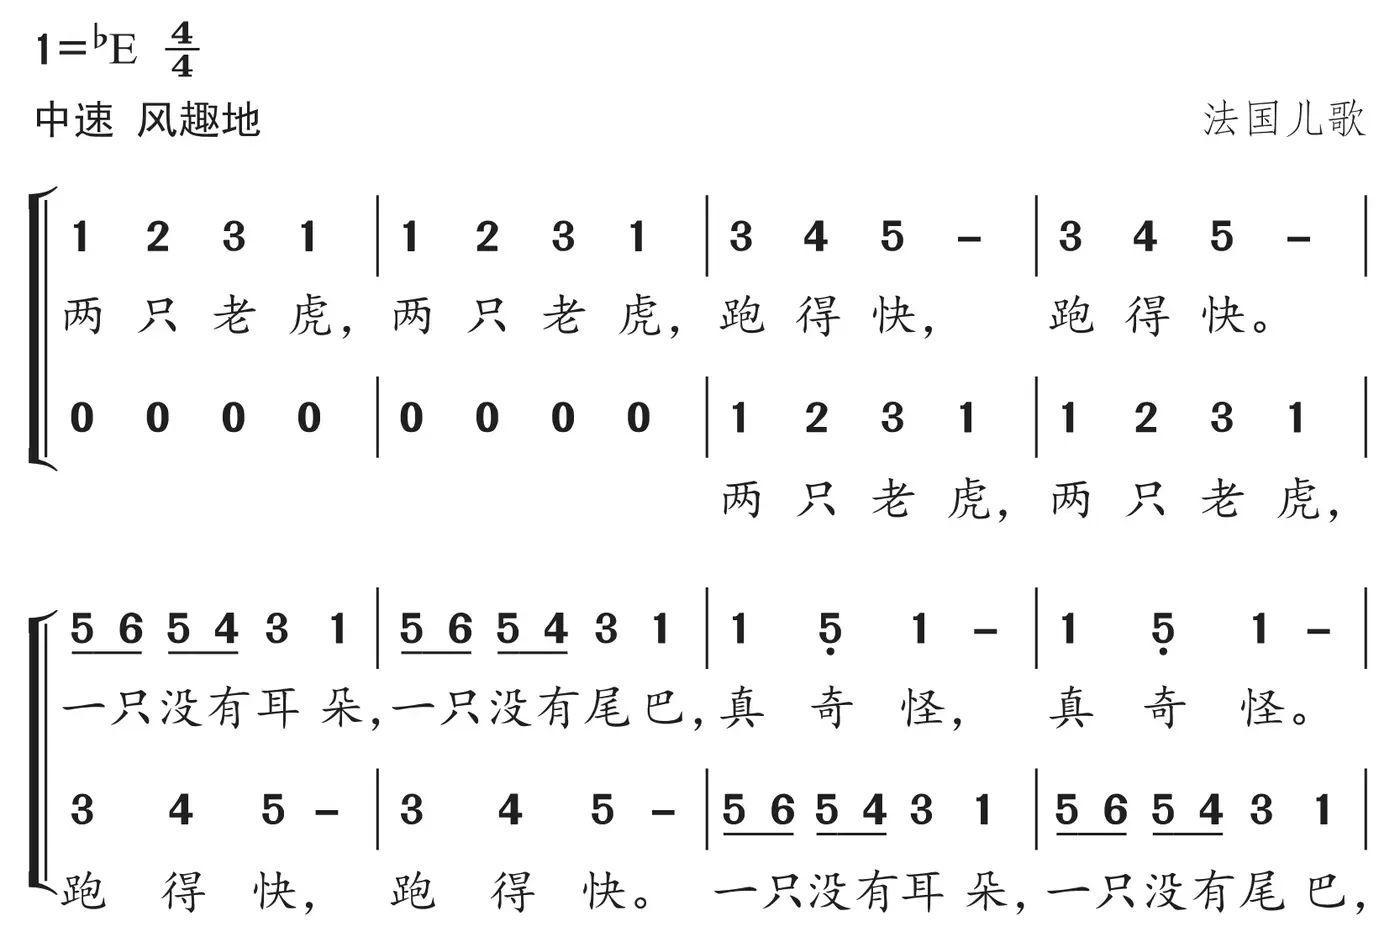 1=♭E 4/4
中速 风趣地 法国儿歌
1 2 3 1 | 1 2 3 1 | 3 4 5 – | 3 4 5 – |
两只老虎，两只老虎，跑得快，跑得快。
0 0 0 0 | 0 0 0 0 | 1 2 3 1 | 1 2 3 1 |
两只老虎，两只老虎，
5 6 5 4 3 1 | 5 6 5 4 3 1 | 1 5̣ 1 – | 1 5̣ 1 – |
一只没有耳朵，一只没有尾巴，真奇怪，真奇怪。
3 4 5 – | 3 4 5 – | 5 6 5 4 3 1 | 5 6 5 4 3 1 |
跑得快，跑得快。一只没有耳朵，一只没有尾巴，